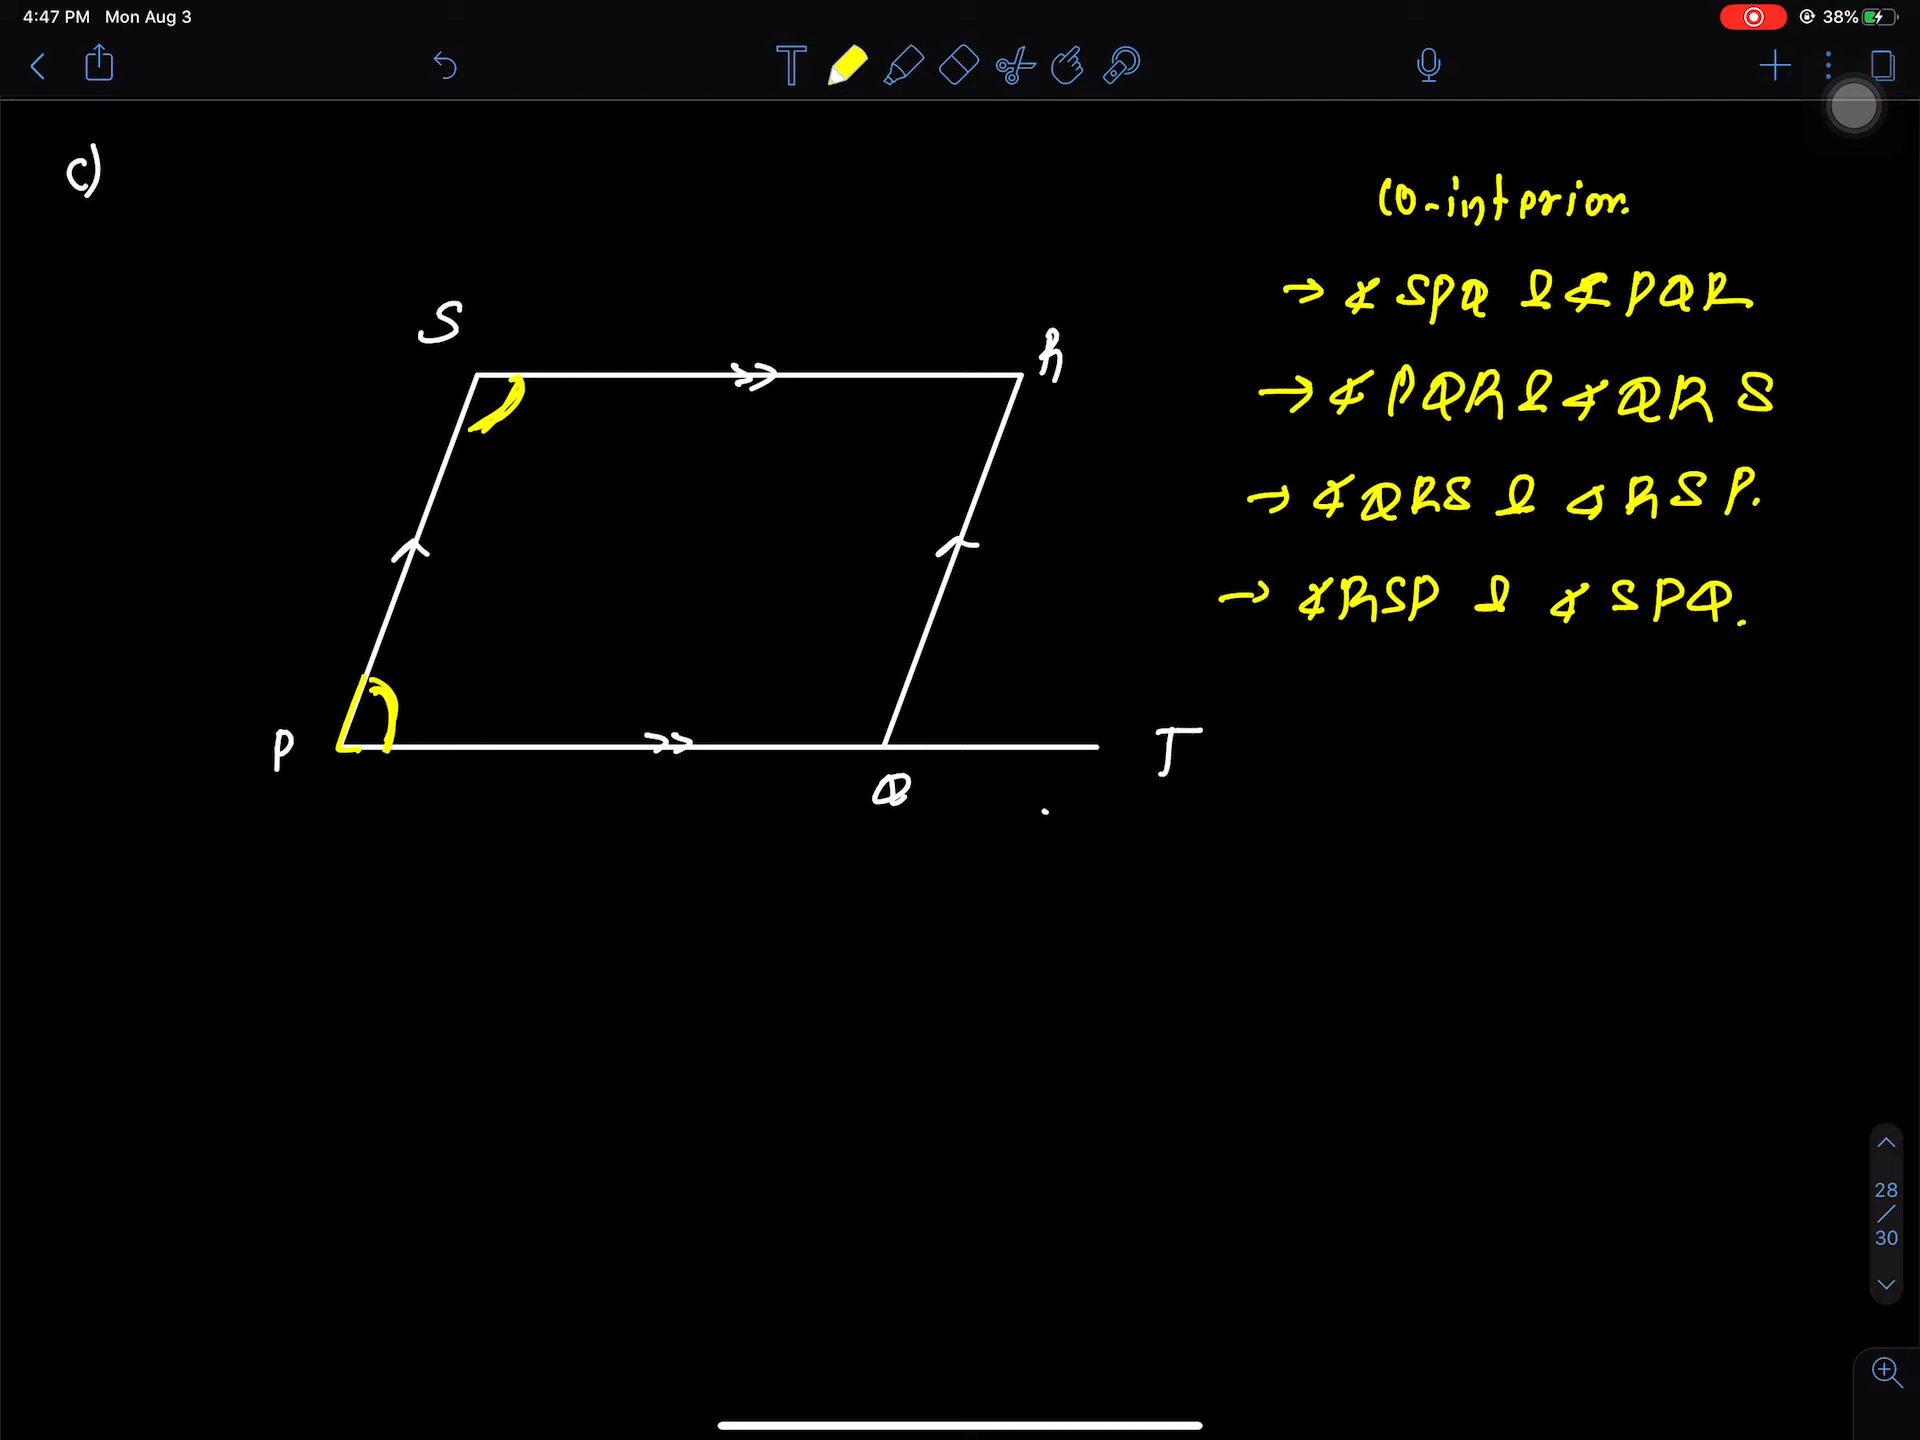 4:47 PM Mon Aug 3
38%
T
c)
co-interior.
→ ∢ SPQ & ∢ PQR
→ ∢ PQR & ∢ QRS
→ ∢ QRS & ∢ RSP.
→ ∢ RSP & ∢ SPQ.
S
R
P
Q
T
28
/
30